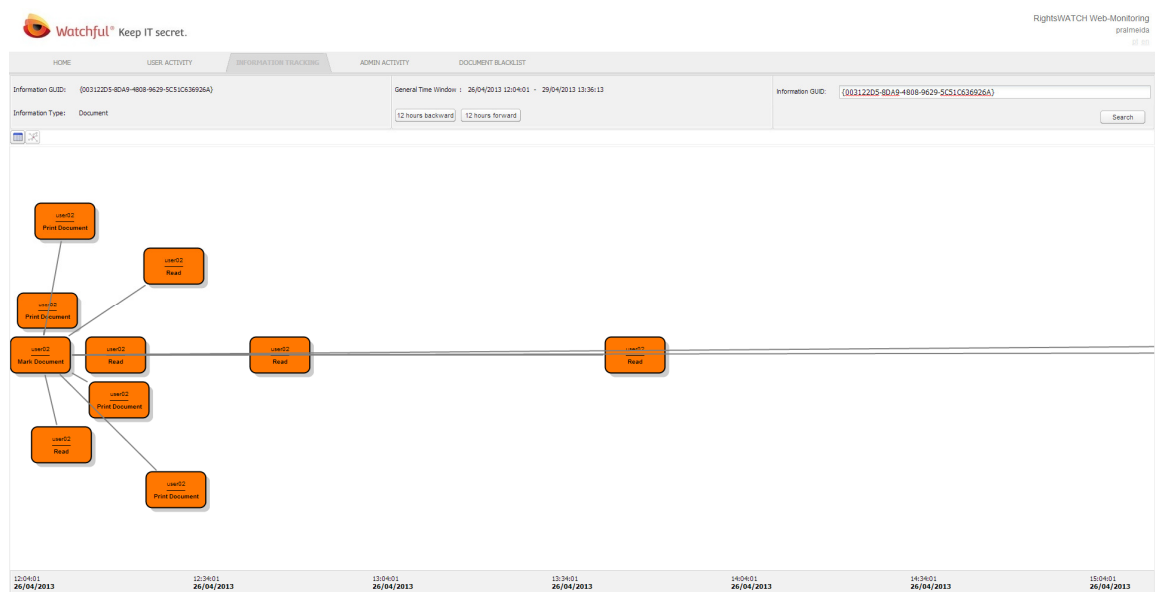 Watchful® Keep IT secret.
RightsWATCH Web-Monitoring
pralmeida
HOME
USER ACTIVITY
INFORMATION TRACKING
ADMIN ACTIVITY
DOCUMENT BLACKLIST
Information GUID: {003122D5-8DA9-4808-9629-5C51C636926A}
General Time Window : 26/04/2013 12:04:01 - 29/04/2013 13:36:13
Information GUID: {003122D5-8DA9-4808-9629-5C51C636926A}
Information Type: Document
12 hours backward
12 hours forward
Search
user02
Print Document
user02
Read
user02
Print Document
user02
Mark Document
user02
Read
user02
Read
user02
Read
user02
Print Document
user02
Read
user02
Print Document
12:04:01
26/04/2013
12:34:01
26/04/2013
13:04:01
26/04/2013
13:34:01
26/04/2013
14:04:01
26/04/2013
14:34:01
26/04/2013
15:04:01
26/04/2013